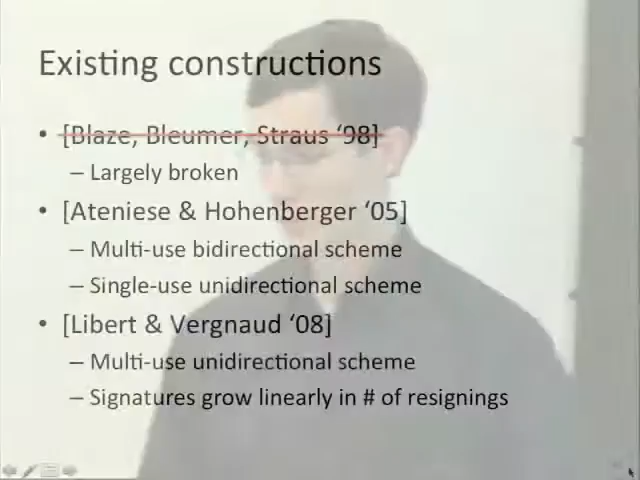 Existing constructions
• [Blaze, Bleumer, Straus ‘98]
– Largely broken
• [Ateniese & Hohenberger ‘05]
– Multi-use bidirectional scheme
– Single-use unidirectional scheme
• [Libert & Vergnaud ‘08]
– Multi-use unidirectional scheme
– Signatures grow linearly in # of resignings